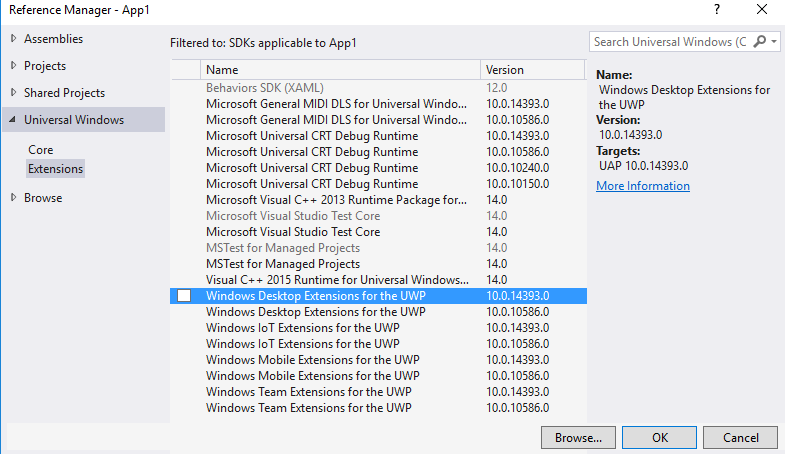 Reference Manager - App1
Assemblies
Projects
Shared Projects
Universal Windows
Core
Extensions
Browse
Filtered to: SDKs applicable to App1
Search Universal Windows (C
Name Version
Behaviors SDK (XAML) 12.0
Microsoft General MIDI DLS for Universal Windo... 10.0.14393.0
Microsoft General MIDI DLS for Universal Windo... 10.0.10586.0
Microsoft Universal CRT Debug Runtime 10.0.14393.0
Microsoft Universal CRT Debug Runtime 10.0.10586.0
Microsoft Universal CRT Debug Runtime 10.0.10240.0
Microsoft Universal CRT Debug Runtime 10.0.10150.0
Microsoft Visual C++ 2013 Runtime Package for... 14.0
Microsoft Visual Studio Test Core 14.0
Microsoft Visual Studio Test Core 14.0
MSTest for Managed Projects 14.0
MSTest for Managed Projects 14.0
Visual C++ 2015 Runtime for Universal Windows... 14.0
Windows Desktop Extensions for the UWP 10.0.14393.0
Windows Desktop Extensions for the UWP 10.0.10586.0
Windows IoT Extensions for the UWP 10.0.14393.0
Windows IoT Extensions for the UWP 10.0.10586.0
Windows Mobile Extensions for the UWP 10.0.14393.0
Windows Mobile Extensions for the UWP 10.0.10586.0
Windows Team Extensions for the UWP 10.0.14393.0
Windows Team Extensions for the UWP 10.0.10586.0
Name:
Windows Desktop Extensions for
the UWP
Version:
10.0.14393.0
Targets:
UAP 10.0.14393.0
More Information
Browse... OK Cancel